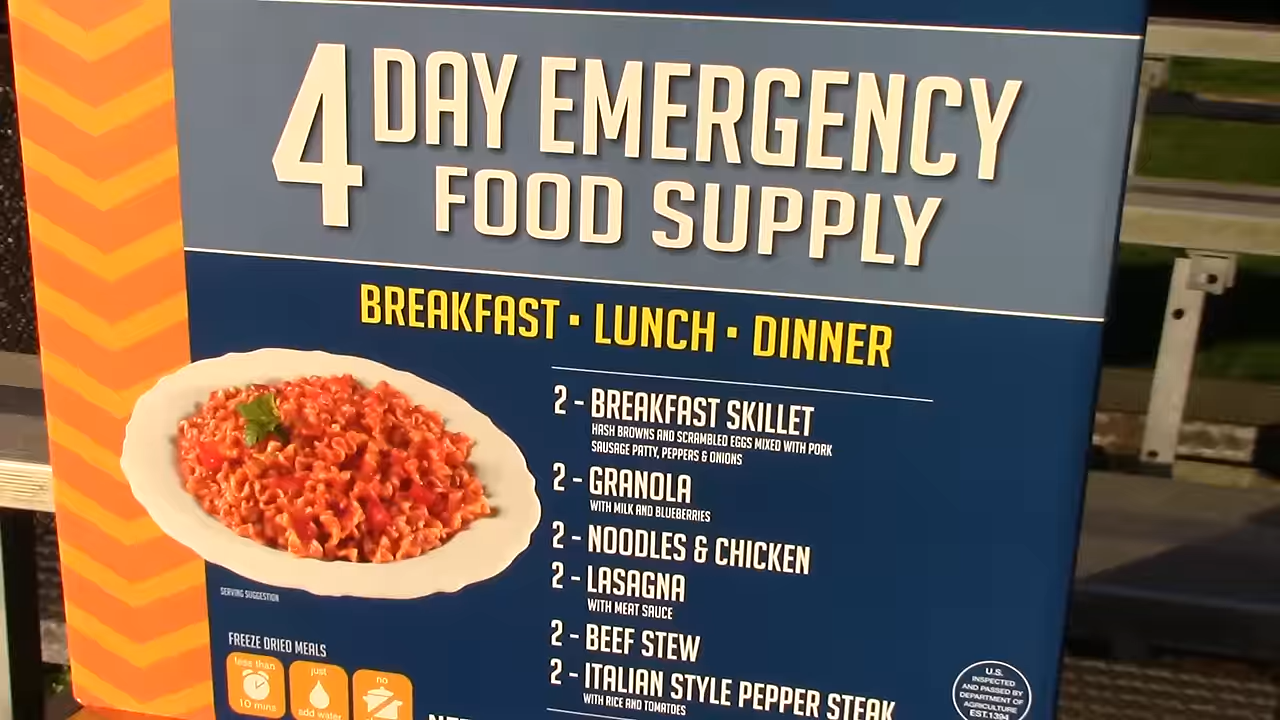 4 DAY EMERGENCY
FOOD SUPPLY
BREAKFAST · LUNCH · DINNER
2 - BREAKFAST SKILLET
HASH BROWNS AND SCRAMBLED EGGS MIXED WITH PORK
SAUSAGE PATTY, PEPPERS & ONIONS
2 - GRANOLA
WITH MILK AND BLUEBERRIES
2 - NOODLES & CHICKEN
2 - LASAGNA
WITH MEAT SAUCE
2 - BEEF STEW
2 - ITALIAN STYLE PEPPER STEAK
WITH RICE AND TOMATOES
SERVING SUGGESTION
FREEZE DRIED MEALS
less than
10 mins
just
add water
no
U.S.
INSPECTED
AND PASSED BY
DEPARTMENT OF
AGRICULTURE
EST.1394